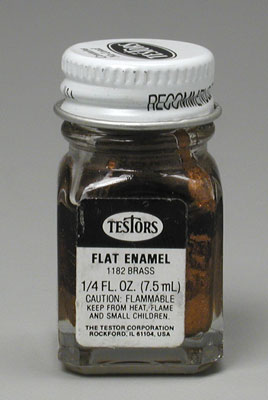 TESTORS
TESTORS
FLAT ENAMEL
1182 BRASS
1/4 FL. OZ. (7.5 mL)
CAUTION: FLAMMABLE
KEEP FROM HEAT, FLAME
AND SMALL CHILDREN.
THE TESTOR CORPORATION
ROCKFORD, IL 61104, USA